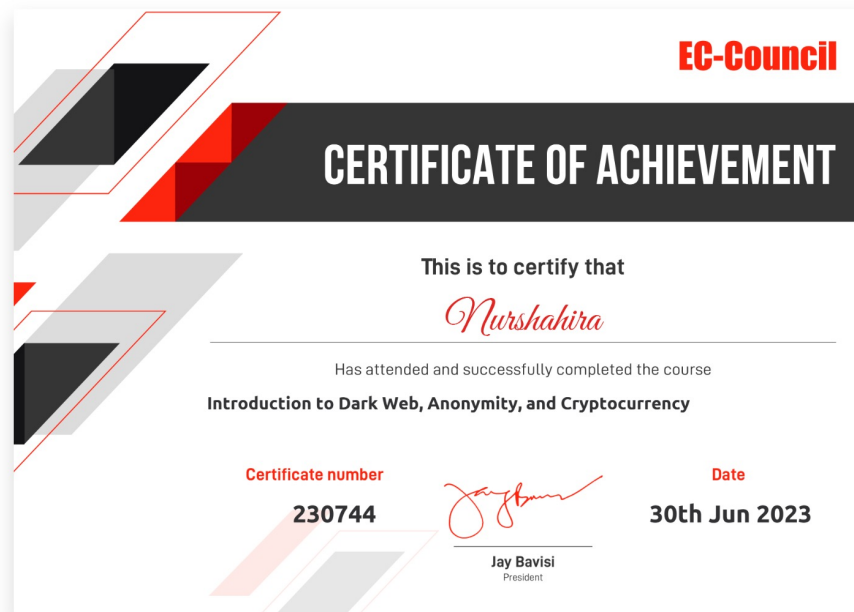 EC-Council
CERTIFICATE OF ACHIEVEMENT
This is to certify that
Nurshahira
Has attended and successfully completed the course
Introduction to Dark Web, Anonymity, and Cryptocurrency
Certificate number
230744
Jay Bavisi
President
Date
30th Jun 2023